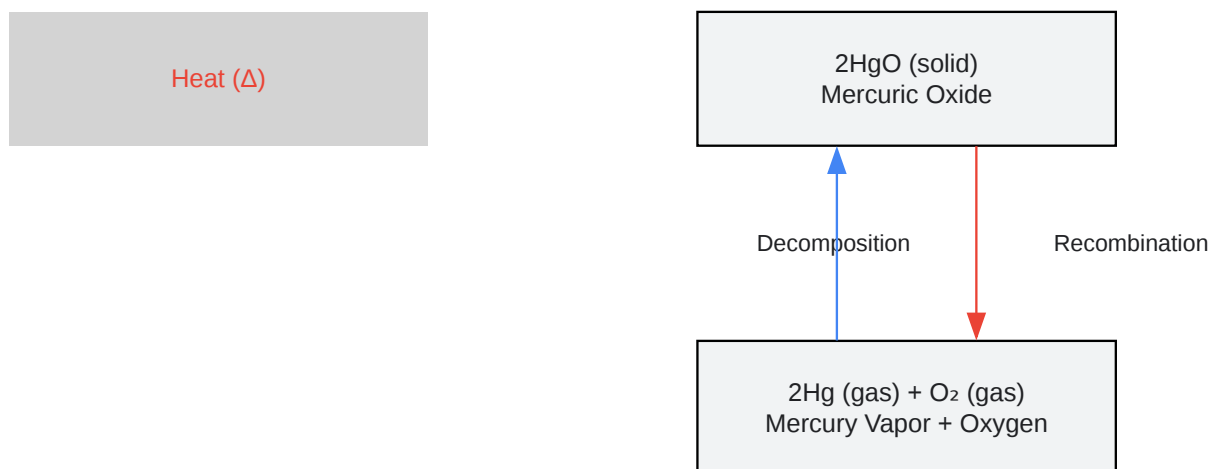 Heat (Δ)
2HgO (solid)
Mercuric Oxide
Decomposition
Recombination
2Hg (gas) + O₂ (gas)
Mercury Vapor + Oxygen